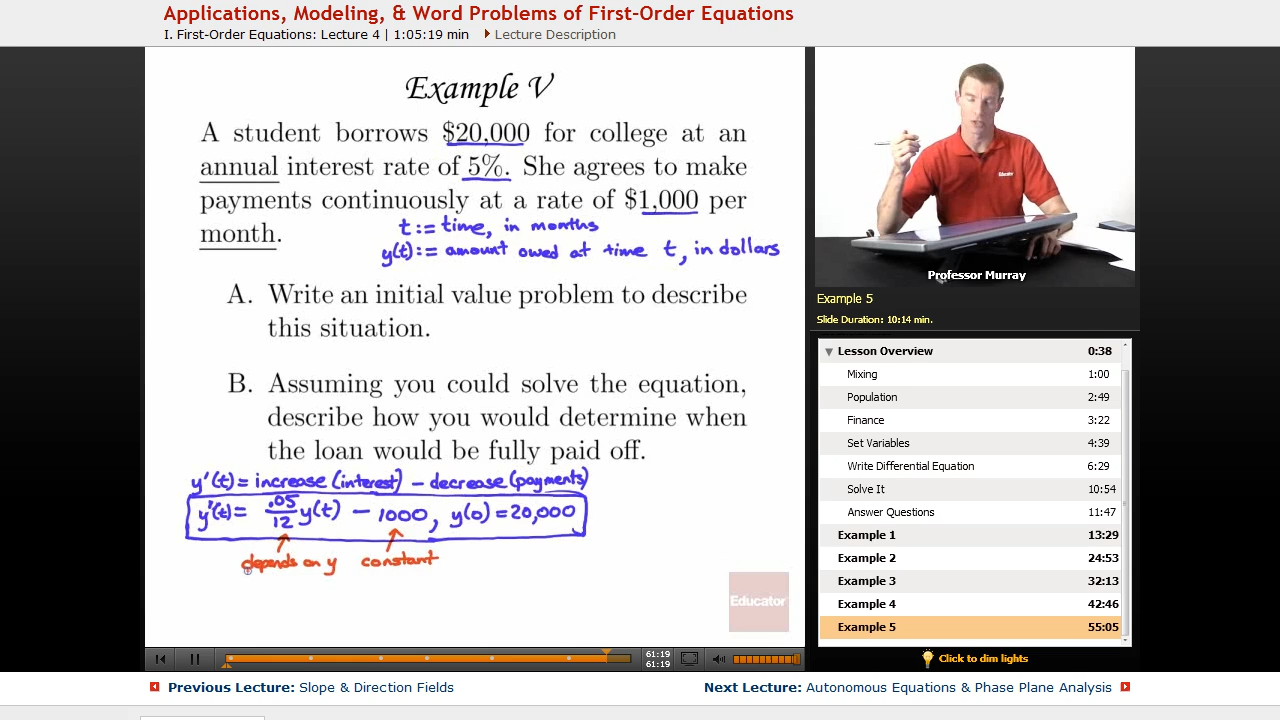 Applications, Modeling, & Word Problems of First-Order Equations
I. First-Order Equations: Lecture 4 | 1:05:19 min Lecture Description
Example V
A student borrows $20,000 for college at an
annual interest rate of 5%. She agrees to make
payments continuously at a rate of $1,000 per
month.
t := time, in months
y(t) := amount owed at time t, in dollars
A. Write an initial value problem to describe
this situation.
B. Assuming you could solve the equation,
describe how you would determine when
the loan would be fully paid off.
y'(t) = increase (interest) - decrease (payments)
y'(t) = .05/12 y(t) - 1000, y(0) = 20,000
depends on y constant
Educator
61:19
61:19
Educator
Professor Murray
Example 5
Slide Duration: 10:14 min.
Lesson Overview 0:38
Mixing 1:00
Population 2:49
Finance 3:22
Set Variables 4:39
Write Differential Equation 6:29
Solve It 10:54
Answer Questions 11:47
Example 1 13:29
Example 2 24:53
Example 3 32:13
Example 4 42:46
Example 5 55:05
Click to dim lights
Previous Lecture: Slope & Direction Fields
Next Lecture: Autonomous Equations & Phase Plane Analysis